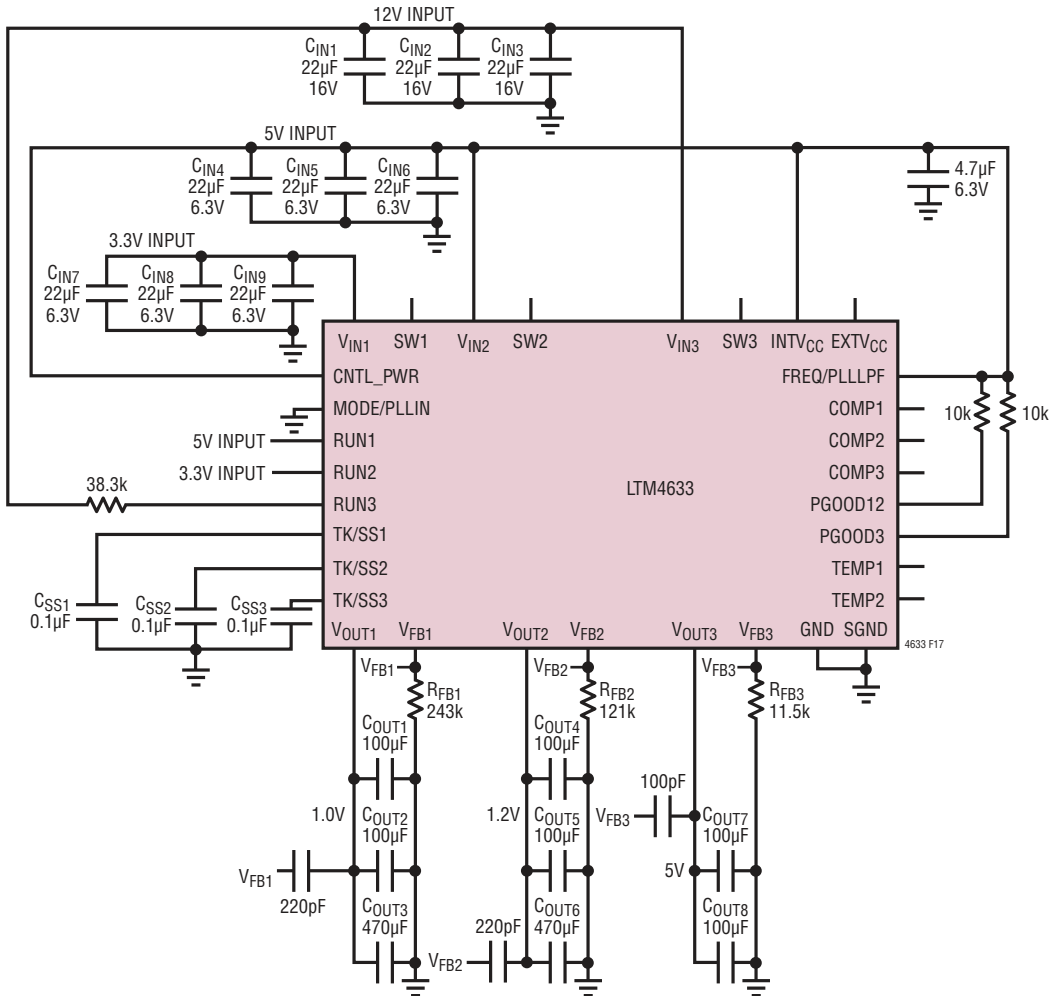 12V INPUT
CIN1
22µF
16V
CIN2
22µF
16V
CIN3
22µF
16V
5V INPUT
CIN4
22µF
6.3V
CIN5
22µF
6.3V
CIN6
22µF
6.3V
4.7µF
6.3V
3.3V INPUT
CIN7
22µF
6.3V
CIN8
22µF
6.3V
CIN9
22µF
6.3V
VIN1 SW1 VIN2 SW2 VIN3 SW3 INTVCC EXTVCC
CNTL_PWR
MODE/PLLIN
5V INPUT RUN1
3.3V INPUT RUN2
38.3k RUN3
TK/SS1
TK/SS2
TK/SS3
LTM4633
FREQ/PLLLPF
COMP1
COMP2
COMP3
PGOOD12
PGOOD3
TEMP1
TEMP2
10k 10k
CSS1
0.1µF
CSS2
0.1µF
CSS3
0.1µF
VOUT1 VFB1 VOUT2 VFB2 VOUT3 VFB3 GND SGND
4633 F17
VFB1
RFB1
243k
COUT1
100µF
1.0V
COUT2
100µF
VFB1
220pF
COUT3
470µF
VFB2
RFB2
121k
COUT4
100µF
1.2V
COUT5
100µF
220pF
VFB2
COUT6
470µF
VFB3
RFB3
11.5k
100pF
VFB3
COUT7
100µF
5V
COUT8
100µF